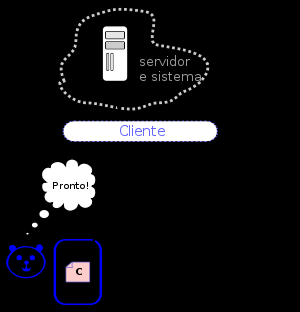 servidor
e sistema
Cliente
Pronto!
C